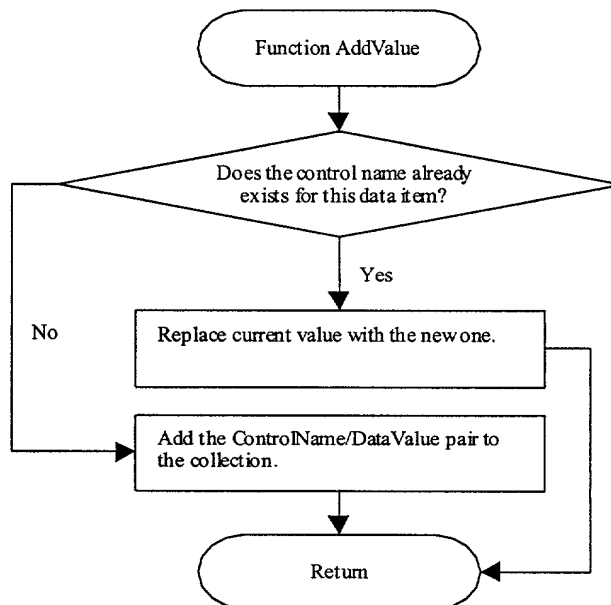 Function AddValue
Does the control name already
exists for this data item?
Yes
No
Replace current value with the new one.
Add the ControlName/DataValue pair to
the collection.
Return